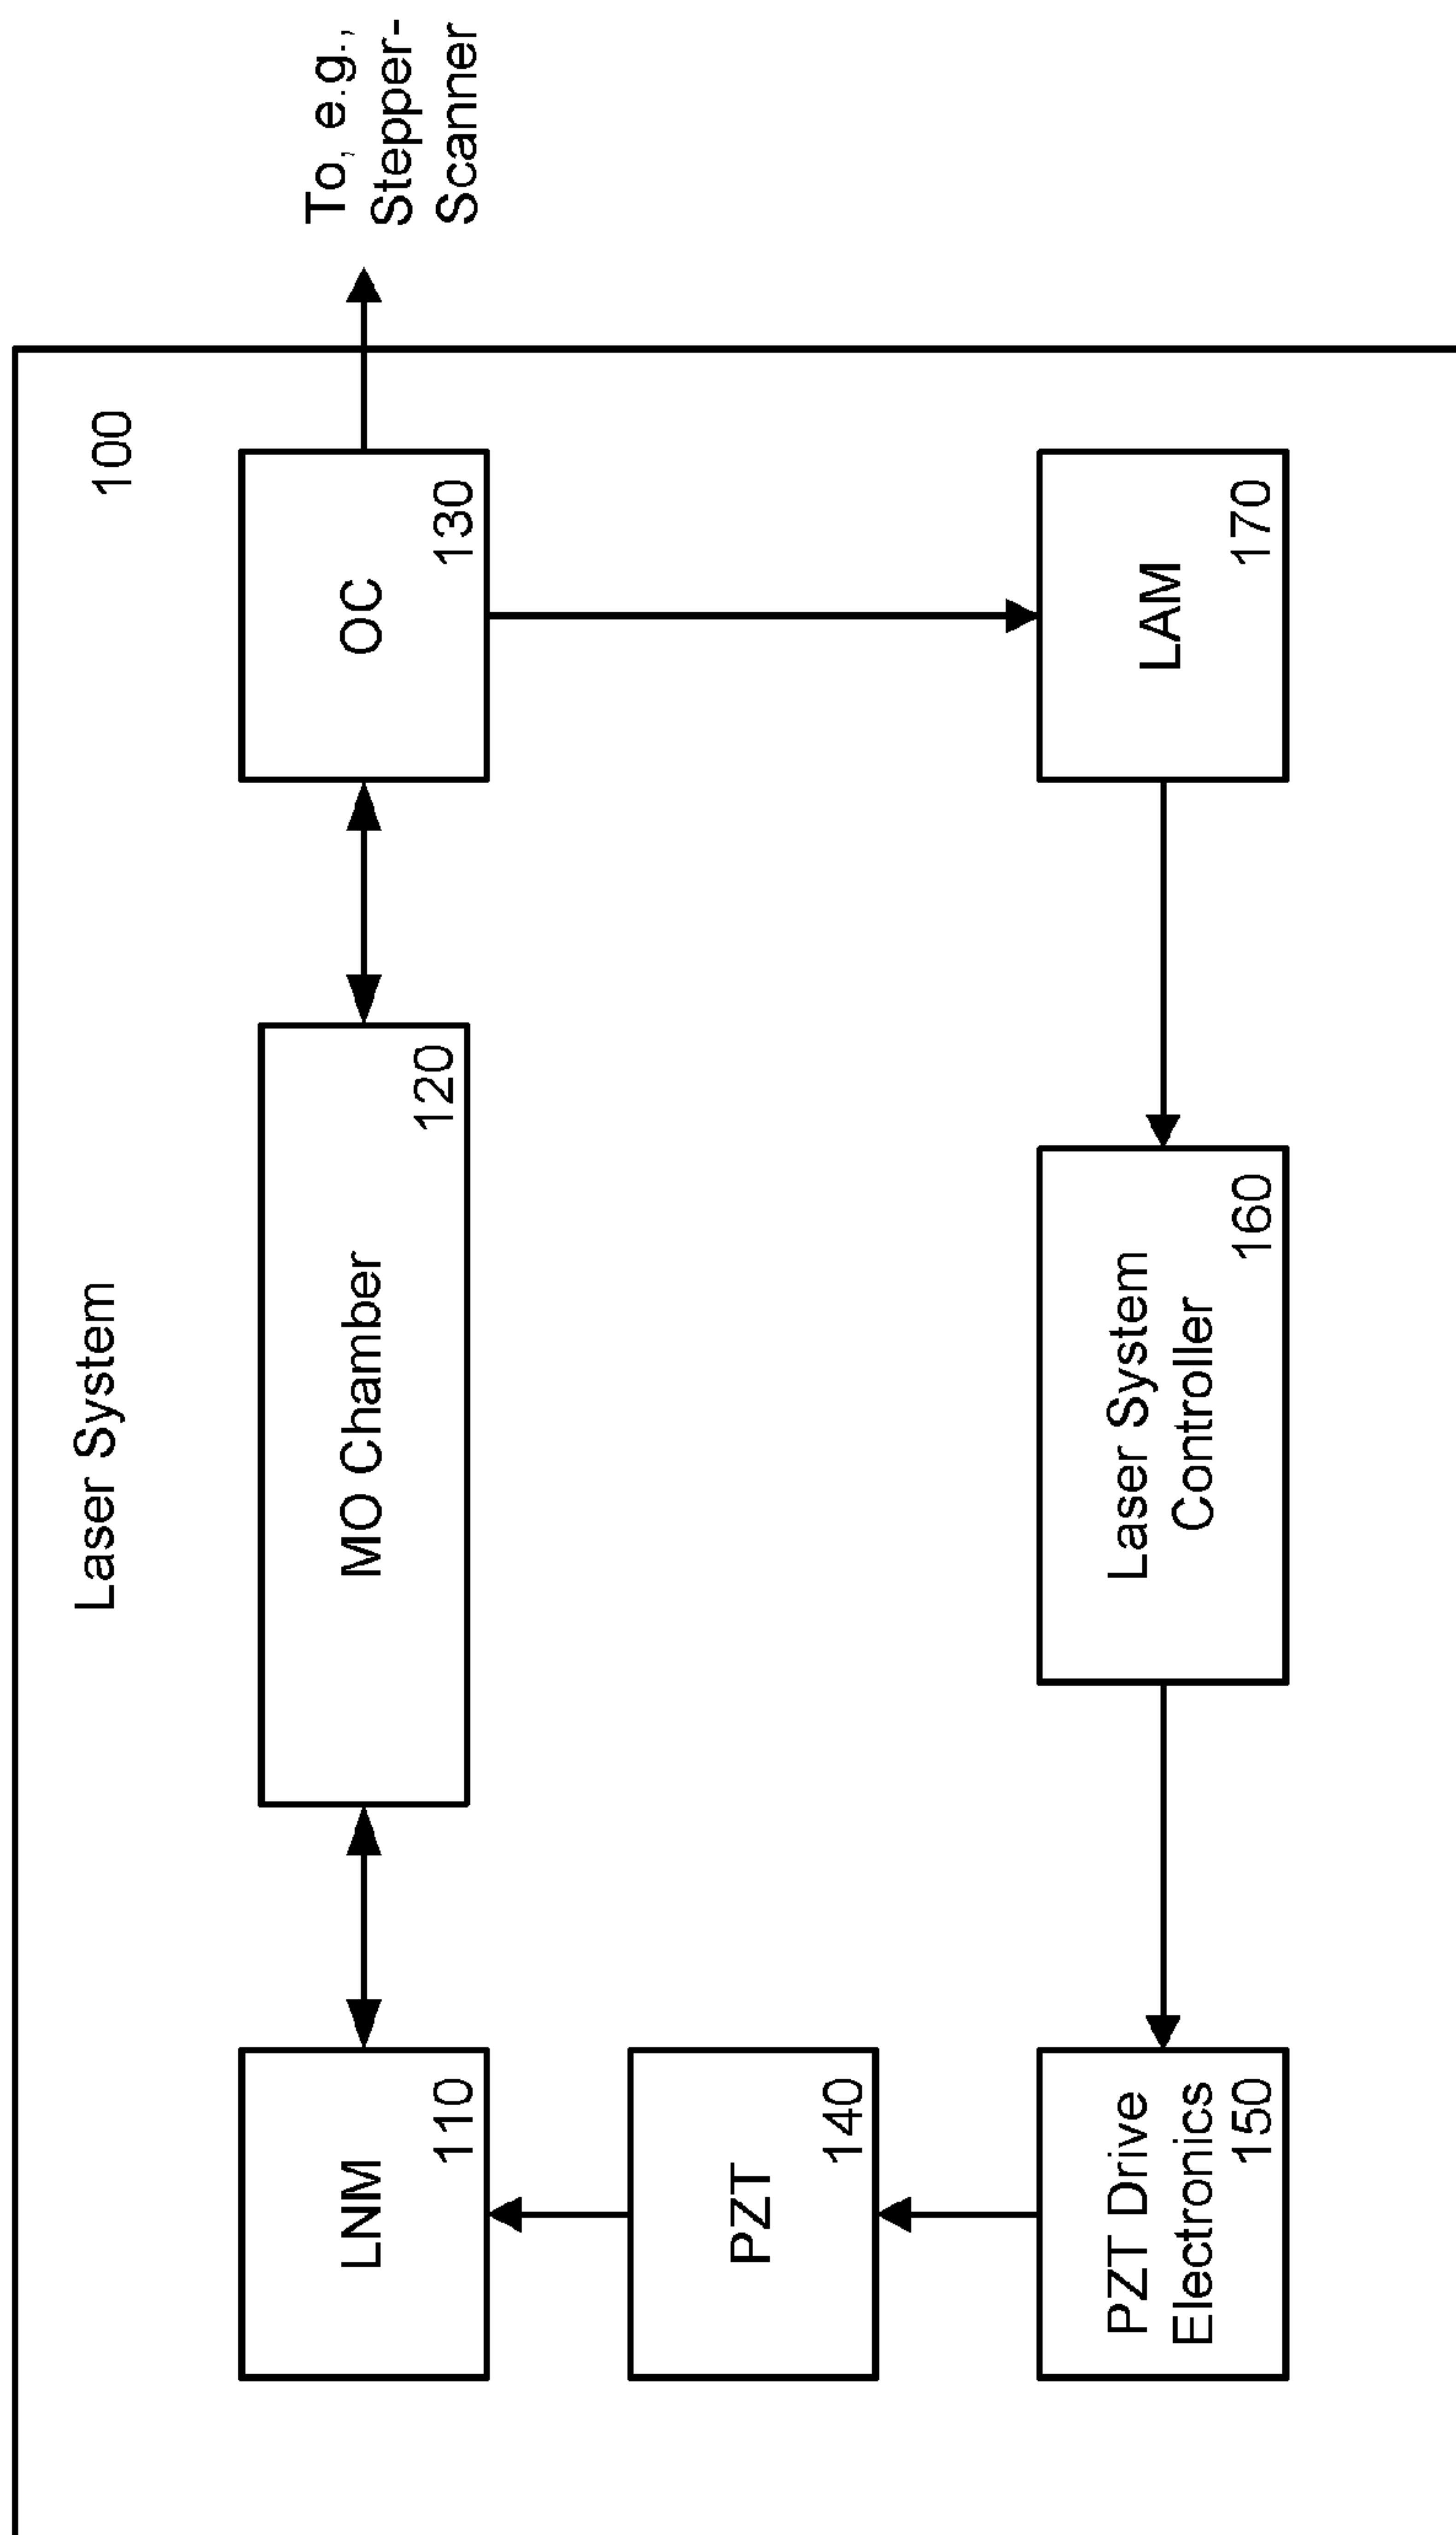 Laser System
100
LNM
110
MO Chamber
120
OC
130
To, e.g.,
Stepper-
Scanner
PZT
140
PZT Drive
Electronics
150
Laser System
Controller
160
LAM
170